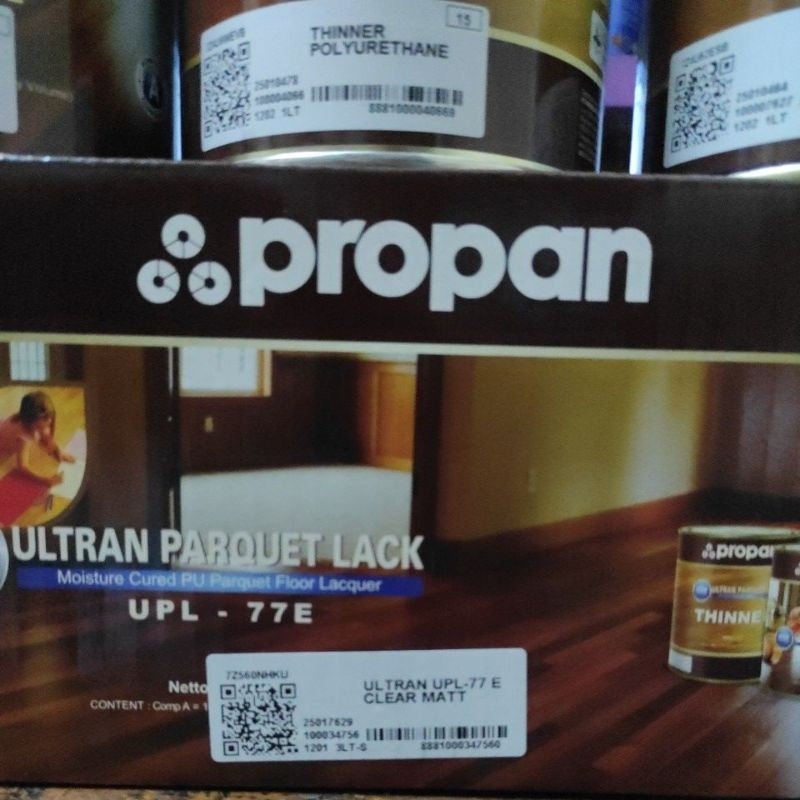 15
THINNER
POLYURETHANE
25010478
100004066
1202 1LT
8881000040660
25010464
100007627
1202 1LT
propan
ULTRAN PARQUET LACK
Moisture Cured PU Parquet Floor Lacquer
UPL - 77E
propan
THINNE
Netto
CONTENT : Comp A = 1
7Z560NHKU
ULTRAN UPL-77 E
CLEAR MATT
25017629
100034756
1201 3LT-S
8881000347560